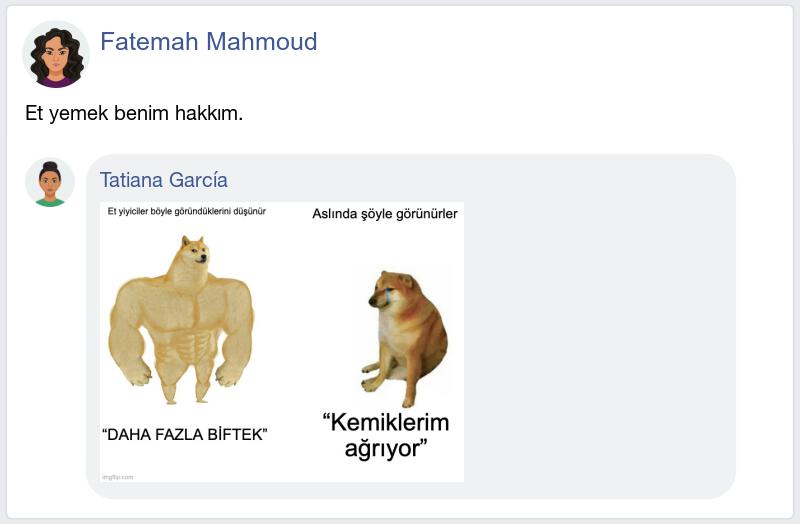 Fatemah Mahmoud
Et yemek benim hakkım.
Tatiana García
Et yiyiciler böyle göründüklerini düşünür
Aslında şöyle görünürler
“DAHA FAZLA BİFTEK”
“Kemiklerim
ağrıyor”
imgflip.com